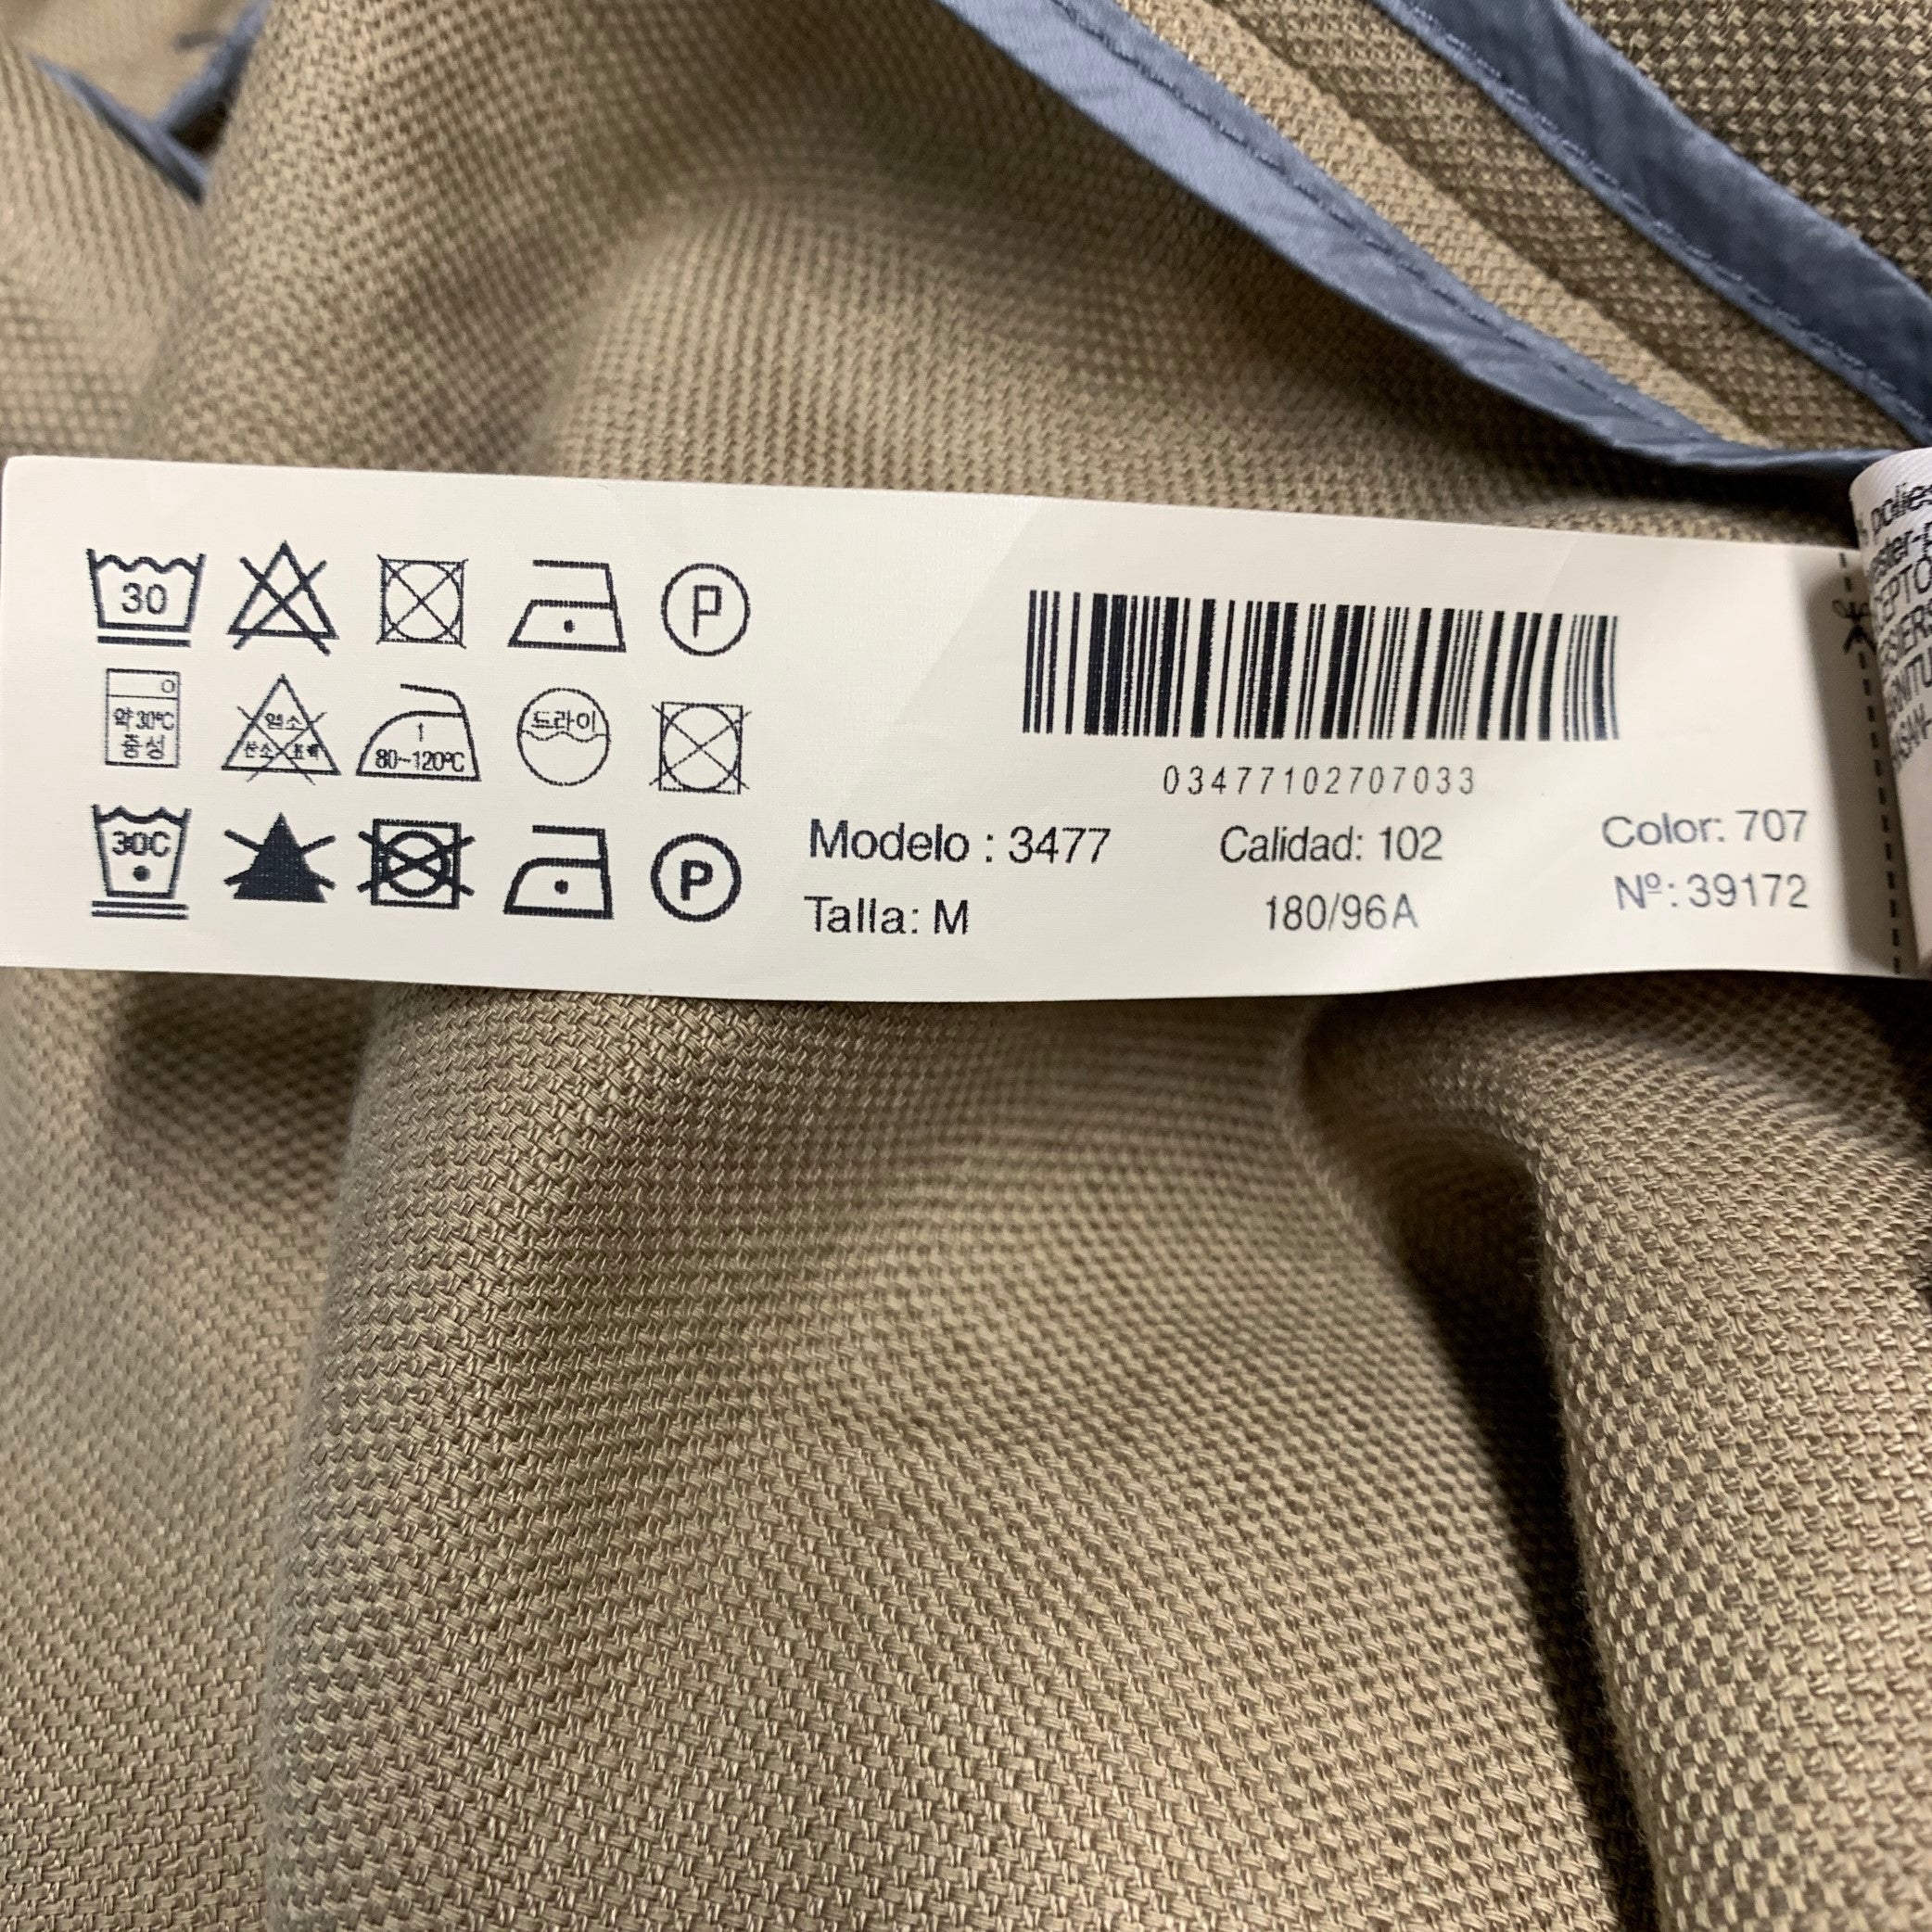 30
P
약 30℃
중성
염소
산소 표백
1
80~120℃
드라이
30C
P
03477102707033
Modelo : 3477
Calidad: 102
Color: 707
Talla: M
180/96A
Nº: 39172